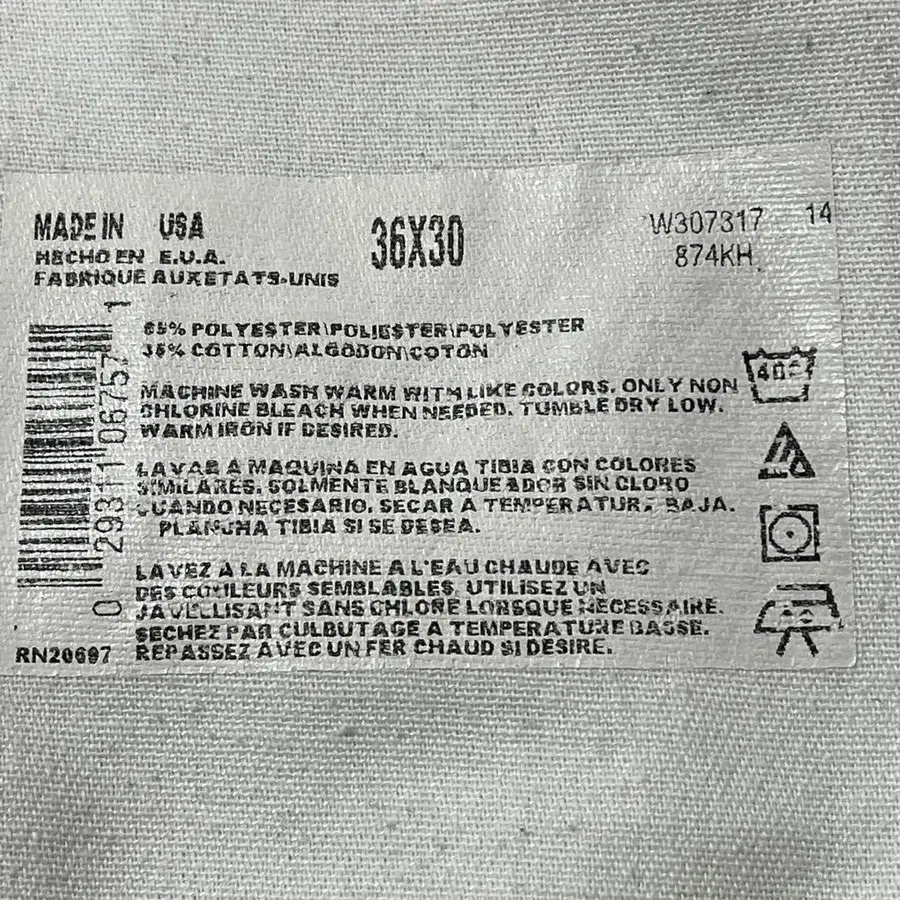 MADE IN USA
HECHO EN E.U.A.
FABRIQUE AUX ETATS-UNIS
36X30
W307317 14
874KH
65% POLYESTER\POLIESTER\POLYESTER
35% COTTON\ALGODON\COTON
MACHINE WASH WARM WITH LIKE COLORS. ONLY NON
CHLORINE BLEACH WHEN NEEDED. TUMBLE DRY LOW.
WARM IRON IF DESIRED.
LAVAR A MAQUINA EN AGUA TIBIA CON COLORES
SIMILARES. SOLMENTE BLANQUEADOR SIN CLORO
CUANDO NECESARIO. SECAR A TEMPERATURA BAJA.
PLANCHA TIBIA SI SE DESEA.
LAVEZ A LA MACHINE A L'EAU CHAUDE AVEC
DES COULEURS SEMBLABLES. UTILISEZ UN
JAVELLISANT SANS CHLORE LORSQUE NECESSAIRE.
SECHEZ PAR CULBUTAGE A TEMPERATURE BASSE.
REPASSEZ AVEC UN FER CHAUD SI DESIRE.
0 29311 06757 1
RN20697
40°